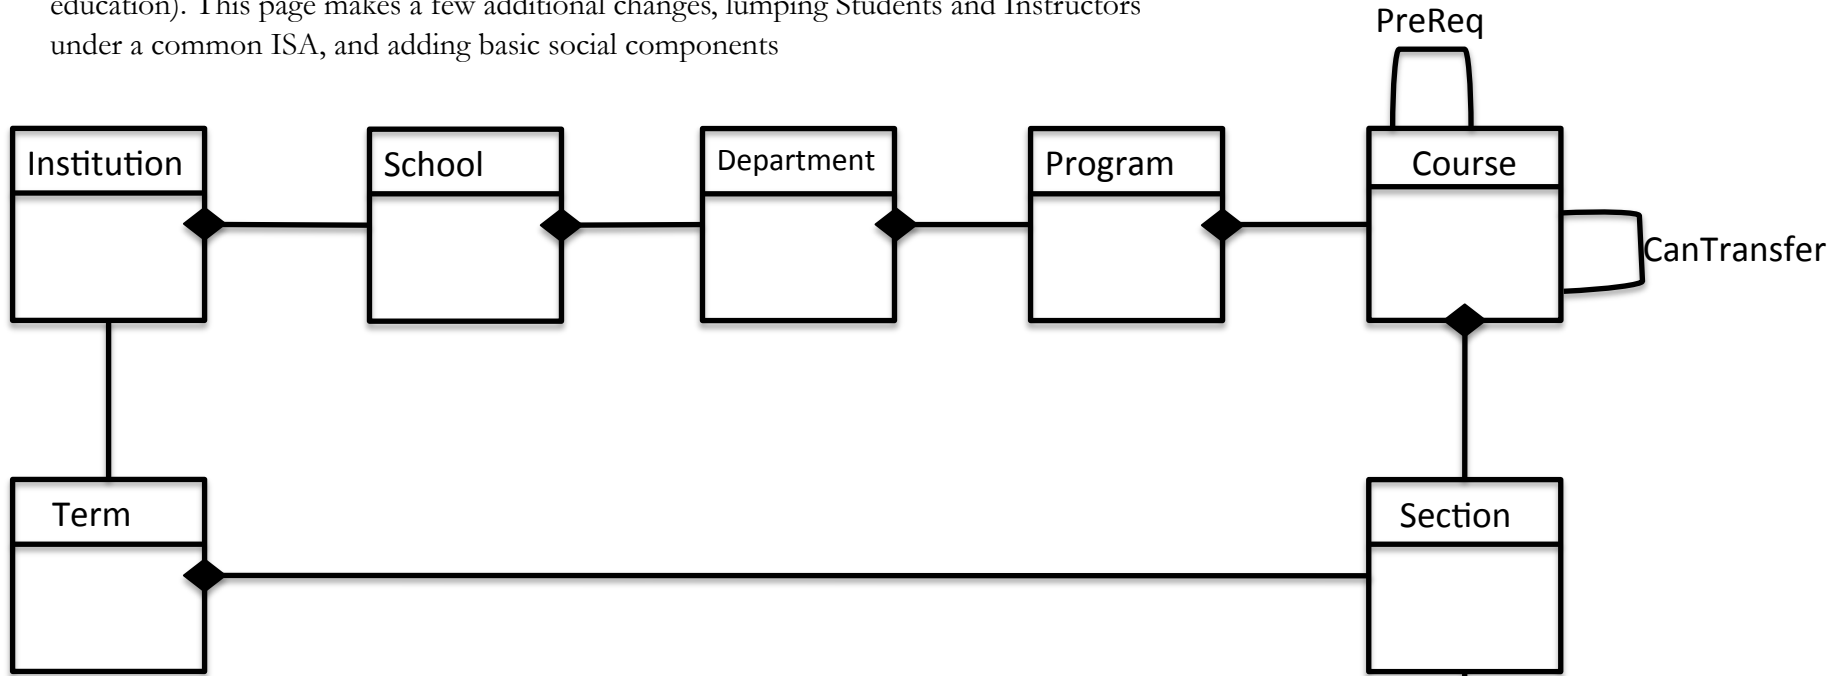 education). This page makes a few additional changes, lumping Students and Instructors
under a common ISA, and adding basic social components
PreReq
Institution
School
Department
Program
Course
CanTransfer
Term
Section